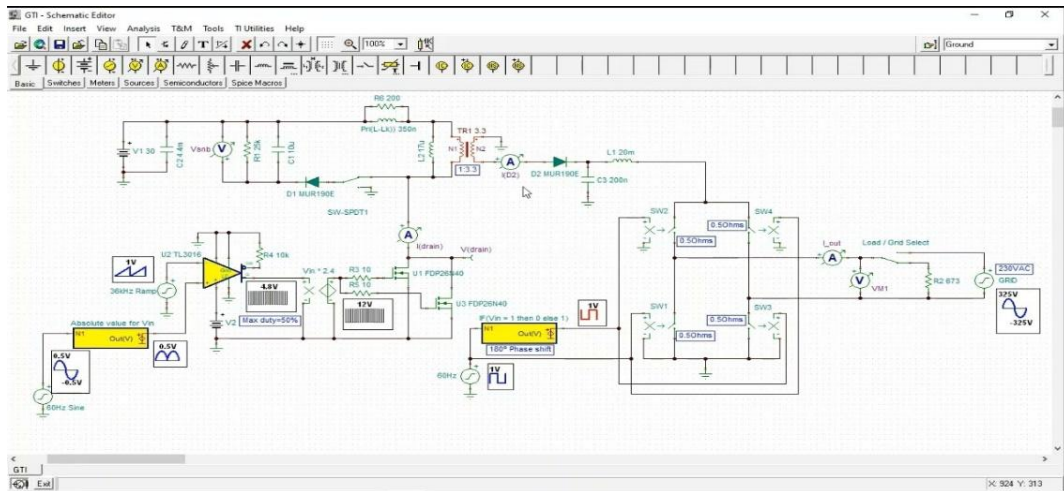 GTI - Schematic Editor
File Edit Insert View Analysis T&M Tools TI Utilities Help
100%
Ground
Basic Switches Meters Sources Semiconductors Spice Macros
R6 200
Pri(L-Lk)) 350n
V1 30
C2 4.4m
Vsnb
R1 25k
C1 10u
L2 17u
TR1 3.3
N1
N2
1:3.3
A
I(D2)
D2 MUR190E
C3 200n
L1 20m
D1 MUR190E
SW-SPDT1
A
I(drain)
V(drain)
U2 TL3016
R4 10k
1V
36kHz Ramp
4.8V
Max duty=50%
V2
Vin * 2.4
R3 10
R5 10
12V
U1 FDP26N40
U3 FDP26N40
Absolute value for Vin
N1
Out(V)
0.5V
0.5V
-0.5V
60Hz Sine
IF(Vin = 1 then 0 else 1)
N1
Out(V)
180º Phase shift
1V
60Hz
1V
SW2
0.5Ohms
SW4
0.5Ohms
SW1
0.5Ohms
SW3
0.5Ohms
I_out
A
V
VM1
Load / Grid Select
R2 673
230VAC
GRID
325V
-325V
GTI
Exit
X: 924 Y: 313